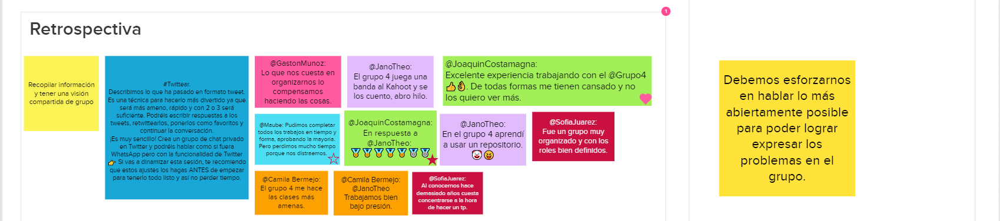 1
Retrospectiva
Recopilar información
y tener una visión
compartida de grupo
#Twittear.
Describimos lo que ha pasado en formato tweet.
Es una técnica para hacerlo más divertido ya que
será más ameno, rápido y con 2 o 3 será
suficiente. Podréis escribir respuestas a los
tweets, retwittearlos, ponerlos como favoritos y
continuar la conversación.
¡Es muy sencillo! Crea un grupo de chat privado
en Twitter y podréis hablar como si fuera
WhatsApp pero con la funcionalidad de Twitter
👉 Si vas a dinamizar esta sesión, te recomiendo
que estos ajustes los hagas ANTES de empezar
para tenerlo todo listo y así no perder tiempo.
@GastonMunoz:
Lo que nos cuesta en
organizarnos lo
compensamos
haciendo las cosas.
@JanoTheo:
El grupo 4 juega una
banda al Kahoot y se
los cuento, abro hilo.
@JoaquinCostamagna:
Excelente experiencia trabajando con el @Grupo4
👍👌. De todas formas me tienen cansado y no
los quiero ver más.
@Maube: Pudimos completar
todos los trabajos en tiempo y
forma, aprobando la mayoría.
Pero perdimos mucho tiempo
porque nos distraemos.
@JoaquinCostamagna:
En respuesta a
@JanoTheo:
🥇🥇🥇🥇🥇🥈🥈
@JanoTheo:
En el grupo 4 aprendí
a usar un repositorio.
🤡😝
@SofiaJuarez:
Fue un grupo muy
organizado y con los
roles bien definidos.
@Camila Bermejo:
El grupo 4 me hace
las clases más
amenas.
@Camila Bermejo:
@JanoTheo
Trabajamos bien
bajo presión.
@SofiaJuarez:
Al conocernos hace
demasiado años cuesta
concentrarse a la hora
de hacer un tp.
Debemos esforzarnos
en hablar lo más
abiertamente posible
para poder lograr
expresar los
problemas en el
grupo.